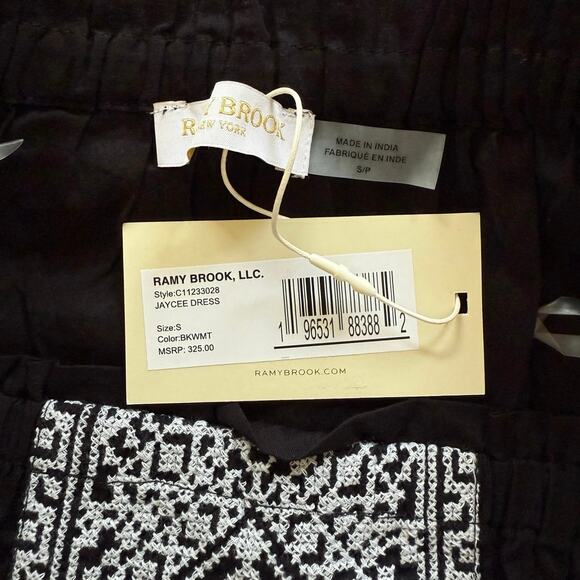 Y BROOK
NEW YORK
MADE IN INDIA
FABRIQUÉ EN INDE
S/P
RAMY BROOK, LLC.
Style:C11233028
JAYCEE DRESS
Size:S
Color:BKWMT
MSRP: 325.00
1 96531 88388 2
RAMYBROOK.COM